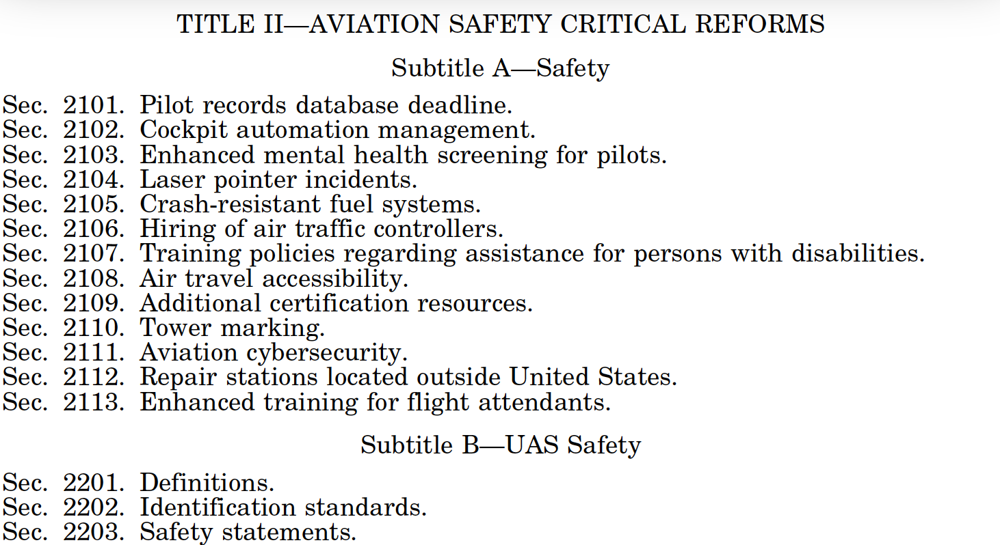 TITLE II—AVIATION SAFETY CRITICAL REFORMS
Subtitle A—Safety
Sec. 2101. Pilot records database deadline.
Sec. 2102. Cockpit automation management.
Sec. 2103. Enhanced mental health screening for pilots.
Sec. 2104. Laser pointer incidents.
Sec. 2105. Crash-resistant fuel systems.
Sec. 2106. Hiring of air traffic controllers.
Sec. 2107. Training policies regarding assistance for persons with disabilities.
Sec. 2108. Air travel accessibility.
Sec. 2109. Additional certification resources.
Sec. 2110. Tower marking.
Sec. 2111. Aviation cybersecurity.
Sec. 2112. Repair stations located outside United States.
Sec. 2113. Enhanced training for flight attendants.
Subtitle B—UAS Safety
Sec. 2201. Definitions.
Sec. 2202. Identification standards.
Sec. 2203. Safety statements.